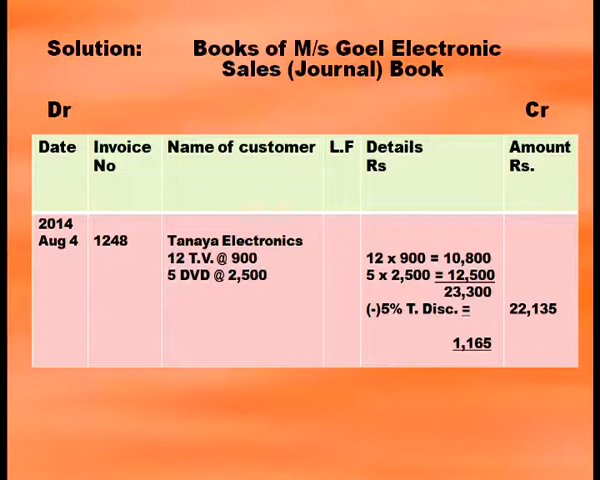 Solution: Books of M/s Goel Electronic
Sales (Journal) Book
Dr Cr
Date Invoice No Name of customer L.F Details Rs Amount Rs.
2014
Aug 4 1248 Tanaya Electronics
12 T.V. @ 900 12 x 900 = 10,800
5 DVD @ 2,500 5 x 2,500 = 12,500
23,300
(-)5% T. Disc. = 22,135
1,165